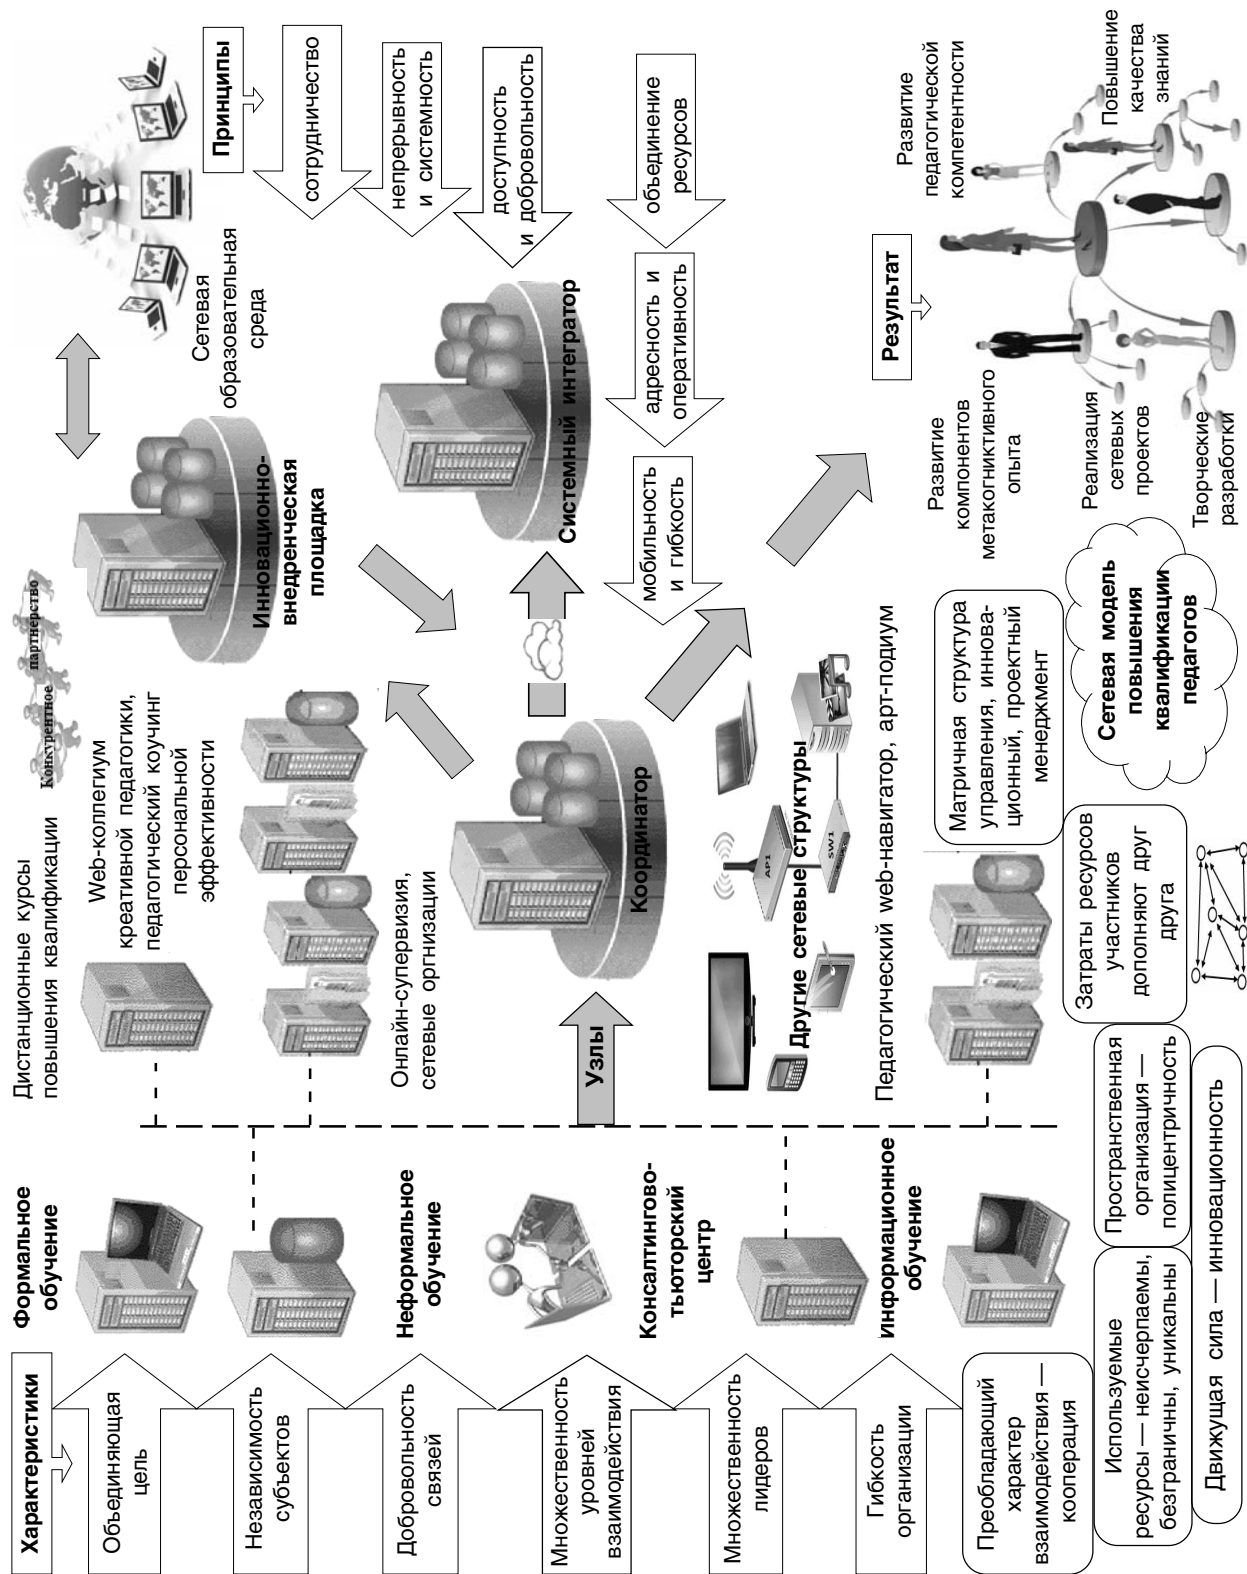 Характеристики
Объединяющая
цель
Независимость
субъектов
Добровольность
связей
Множественность
уровней
взаимодействия
Множественность
лидеров
Гибкость
организации
Преобладающий
характер
взаимодействия —
кооперация
Используемые
ресурсы — неисчерпаемы,
безграничны, уникальны
Движущая сила — инновационность
Пространственная
организация —
полицентричность
Затраты ресурсов
участников
дополняют друг
друга
Матричная структура
управления, иннова-
ционный, проектный
менеджмент
Сетевая модель
повышения
квалификации
педагогов
Формальное
обучение
Неформальное
обучение
Консалтингово-
тьюторский
центр
Информационное
обучение
Дистанционные курсы
повышения квалификации
Web-коллегиум
креативной педагогики,
педагогический коучинг
персональной
эффективности
Онлайн-супервизия,
сетевые оргнизации
Узлы
Координатор
AP1
SW1
Другие сетевые структуры
Педагогический web-навигатор, арт-подиум
Конкурентное партнерство
Инновационно-
внедренческая
площадка
Системный интегратор
Сетевая
образовательная
среда
Принципы
сотрудничество
непрерывность
и системность
доступность
и добровольность
объединение
ресурсов
адресность и
оперативность
мобильность
и гибкость
Результат
Развитие
педагогической
компетентности
Повышение
качества
знаний
Развитие
компонентов
метакогниктивного
опыта
Реализация
сетевых
проектов
Творческие
разработки